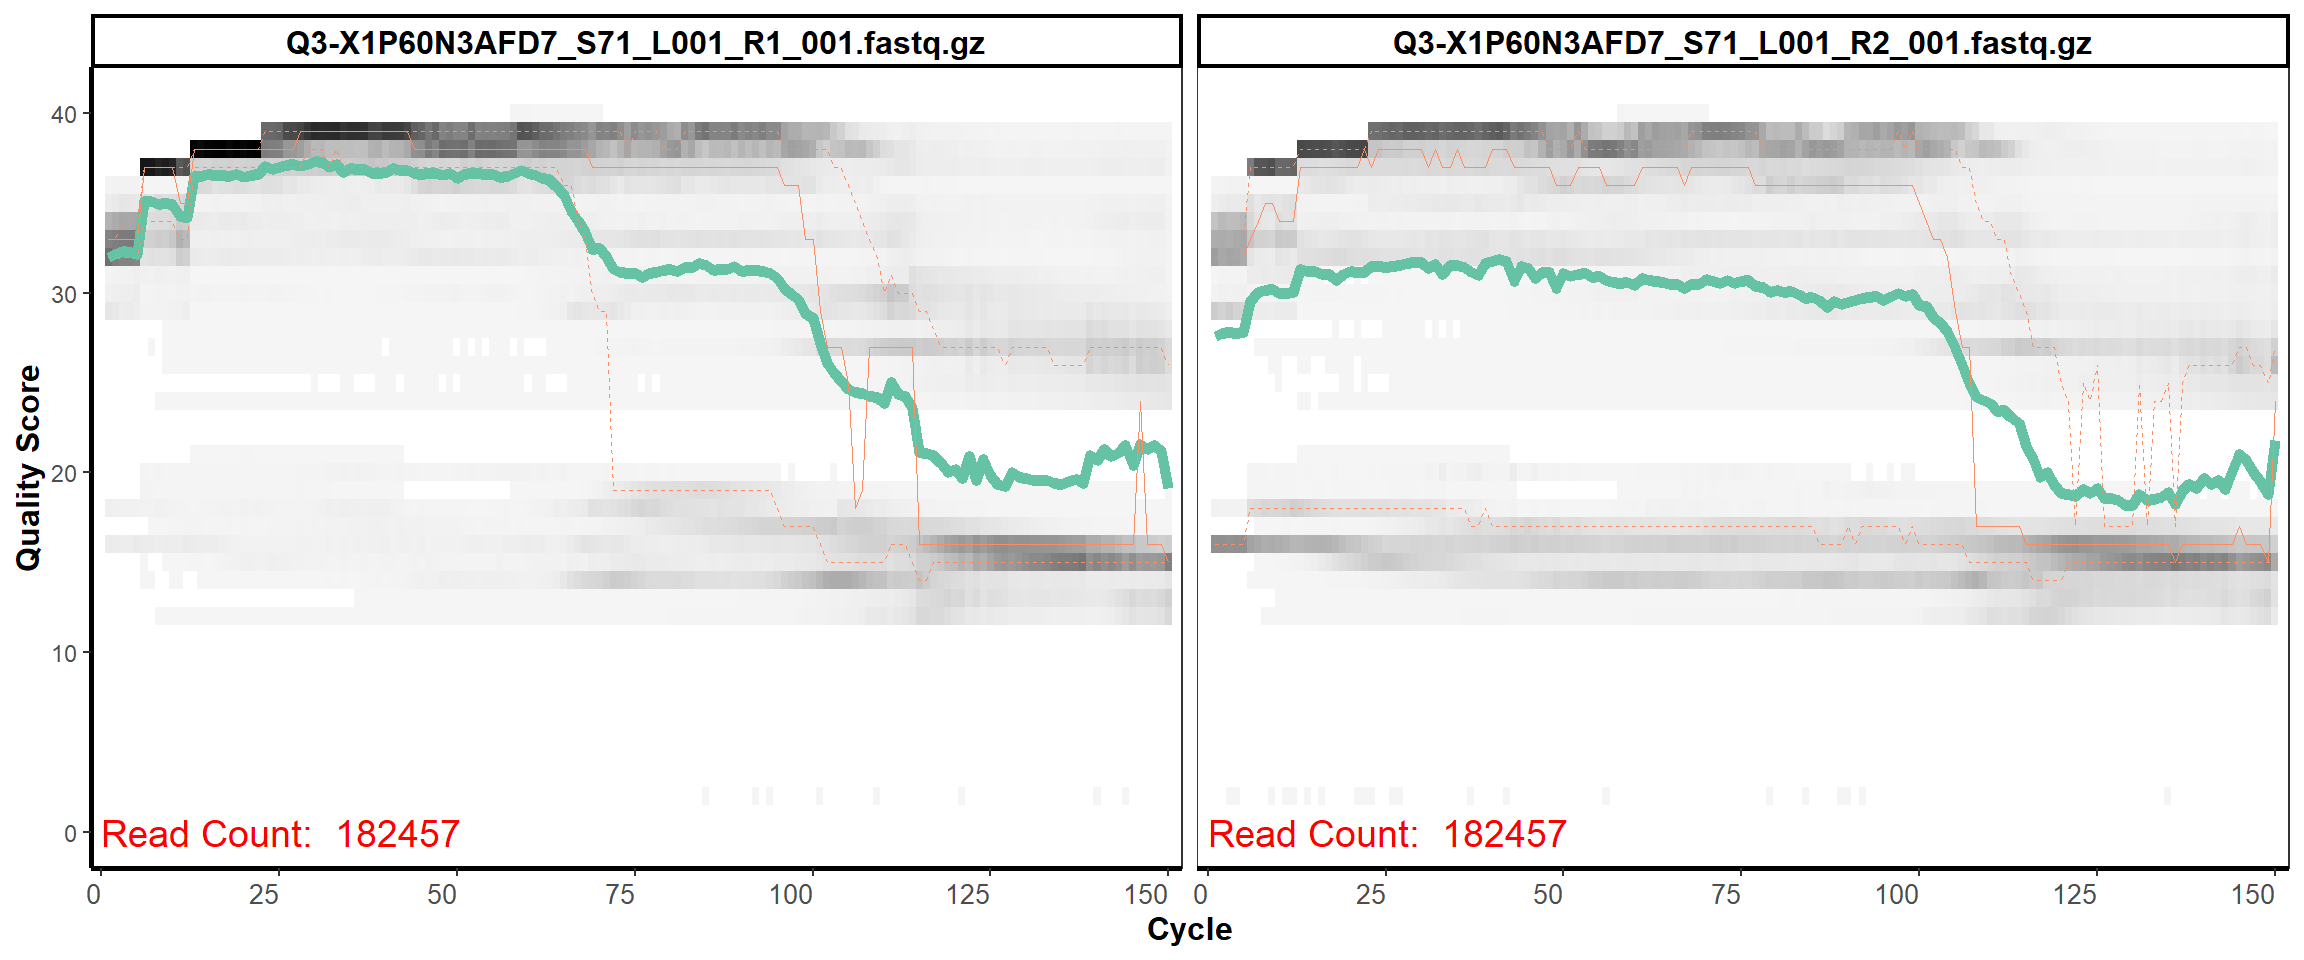 Q3-X1P60N3AFD7_S71_L001_R1_001.fastq.gz
Q3-X1P60N3AFD7_S71_L001_R2_001.fastq.gz
40
30
20
10
0
Quality Score
Read Count: 182457
Read Count: 182457
0 25 50 75 100 125 150
0 25 50 75 100 125 150
Cycle